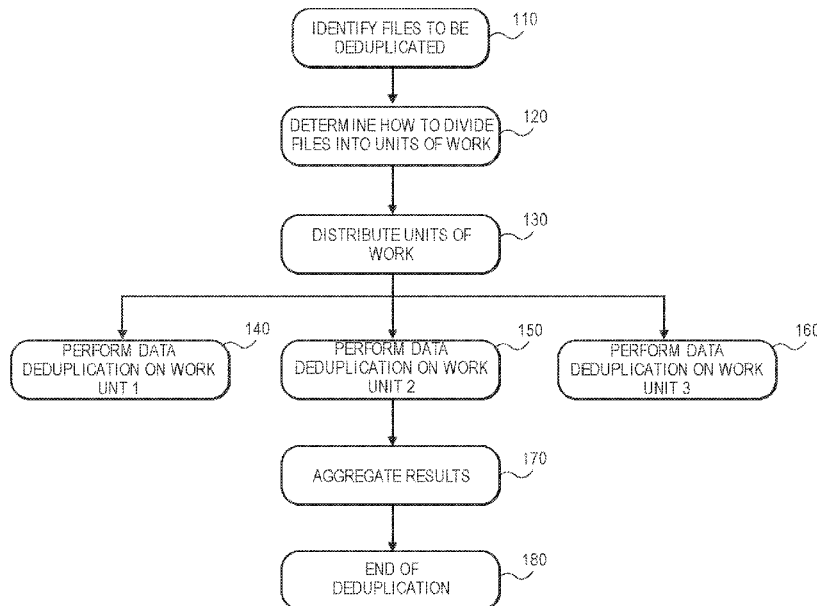 IDENTIFY FILES TO BE
DEDUPLICATED
110
DETERMINE HOW TO DIVIDE
FILES INTO UNITS OF WORK
120
DISTRIBUTE UNITS OF
WORK
130
PERFORM DATA
DEDUPLICATION ON WORK
UNT 1
140
PERFORM DATA
DEDUPLICATION ON WORK
UNIT 2
150
PERFORM DATA
DEDUPLICATION ON WORK
UNIT 3
160
AGGREGATE RESULTS
170
END OF
DEDUPLICATION
180